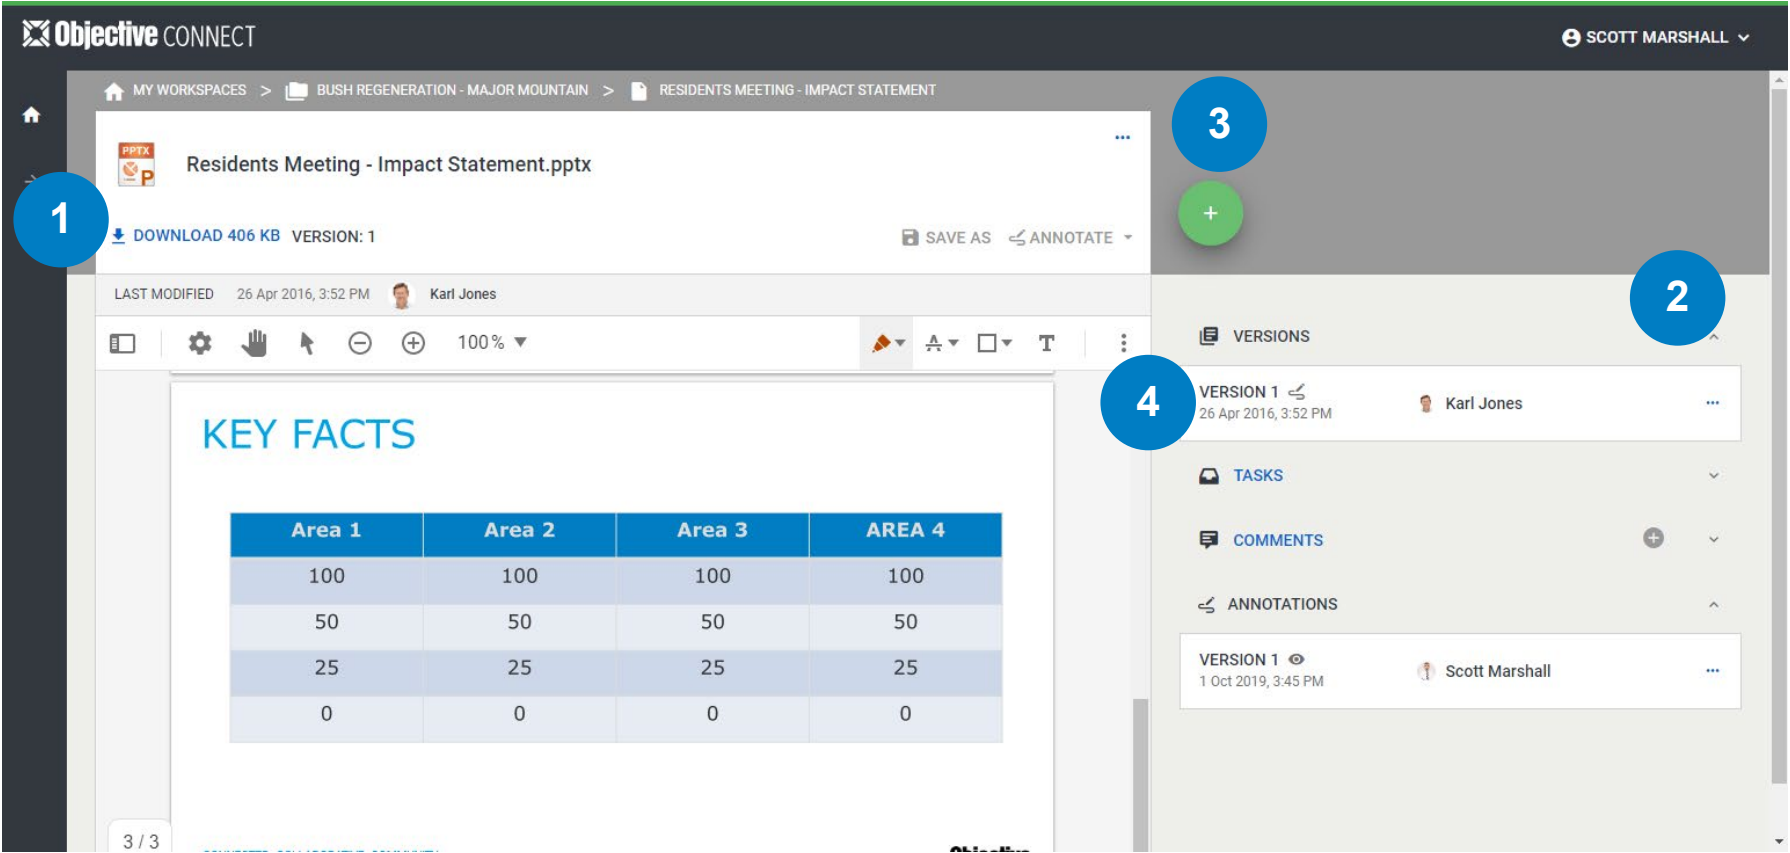 Objective CONNECT
SCOTT MARSHALL
MY WORKSPACES > BUSH REGENERATION - MAJOR MOUNTAIN > RESIDENTS MEETING - IMPACT STATEMENT
3
PPTX
P
Residents Meeting - Impact Statement.pptx
1
DOWNLOAD 406 KB VERSION: 1
SAVE AS ANNOTATE
+
LAST MODIFIED 26 Apr 2016, 3:52 PM Karl Jones
2
100 %
T
VERSIONS
4
VERSION 1
26 Apr 2016, 3:52 PM
Karl Jones
TASKS
COMMENTS
ANNOTATIONS
VERSION 1
1 Oct 2019, 3:45 PM
Scott Marshall
KEY FACTS
Area 1 Area 2 Area 3 AREA 4
100 100 100 100
50 50 50 50
25 25 25 25
0 0 0 0
3 / 3
Objective